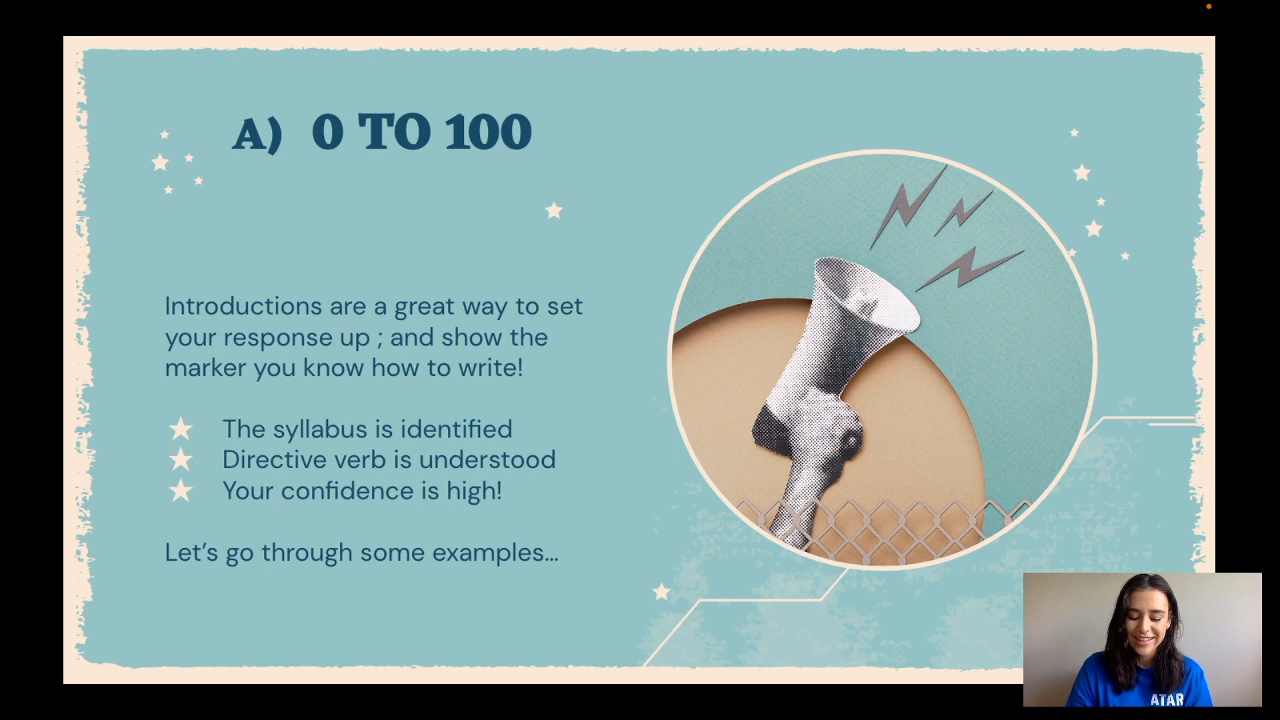 A) 0 TO 100
Introductions are a great way to set
your response up ; and show the
marker you know how to write!
The syllabus is identified
Directive verb is understood
Your confidence is high!
Let's go through some examples...
ATAR